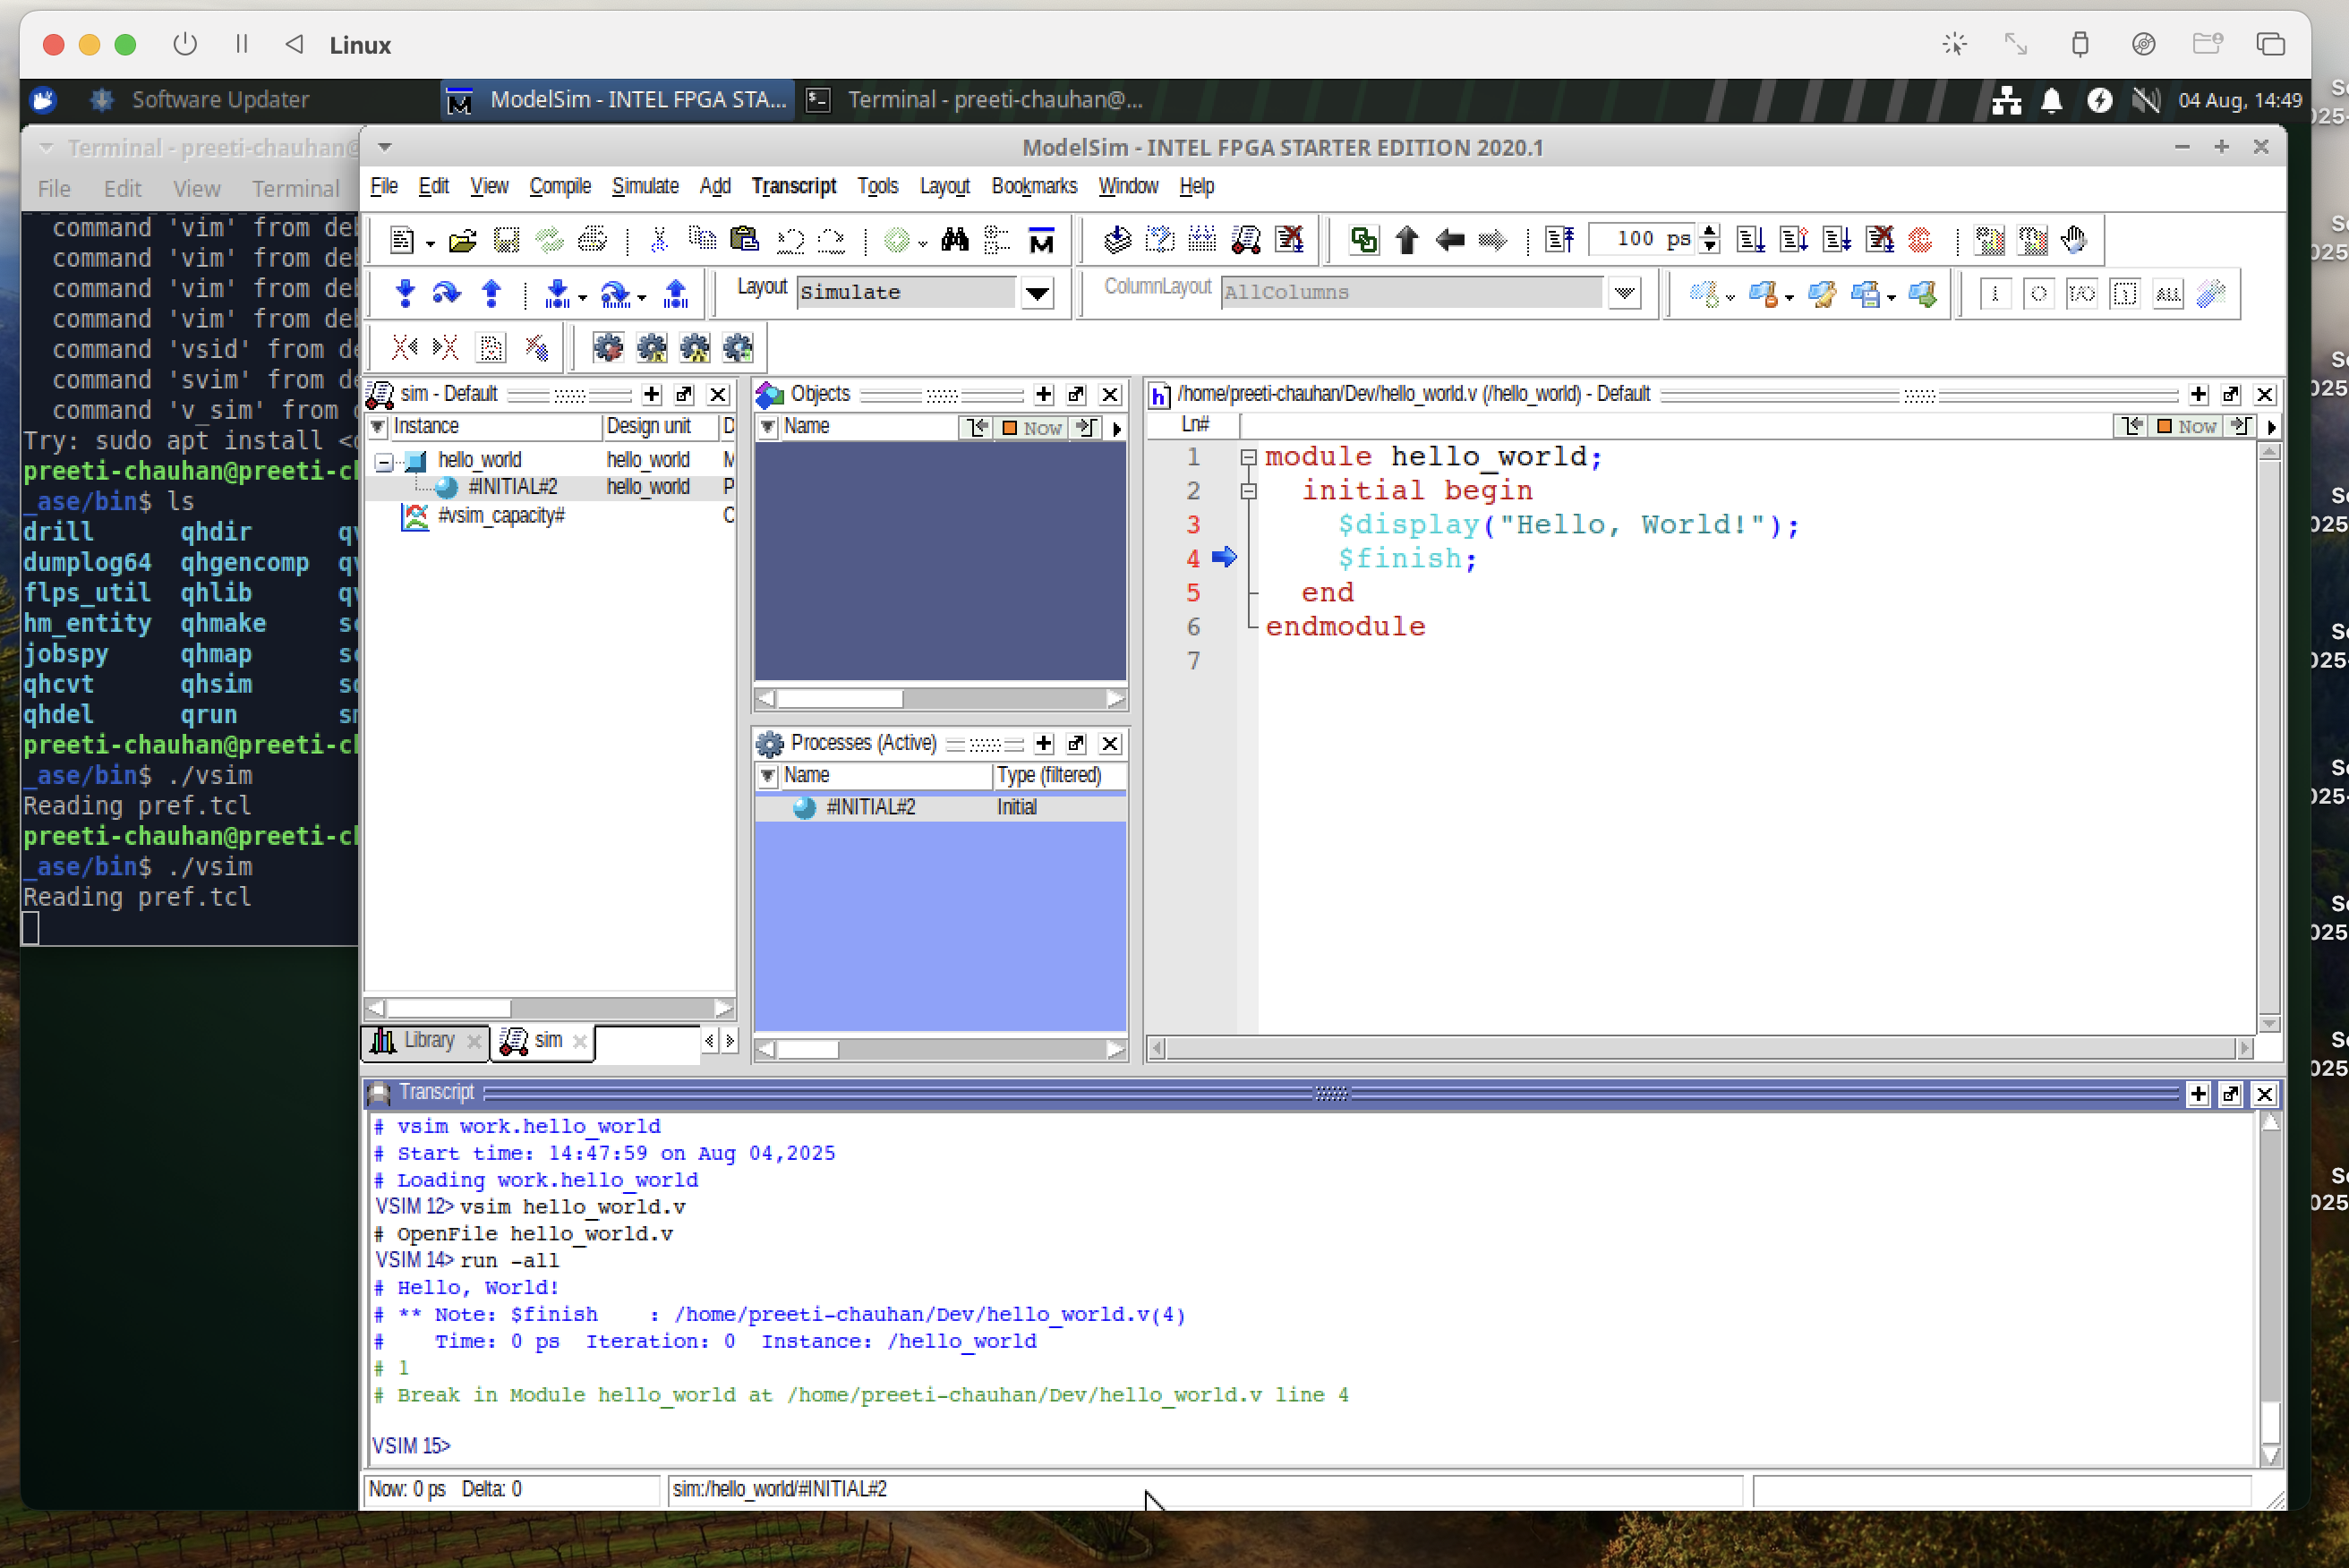 Linux
Software Updater
ModelSim - INTEL FPGA STA...
Terminal - preeti-chauhan@...
04 Aug, 14:49
Terminal - preeti-chauhan@
File Edit View Terminal
command 'vim' from deb
command 'vim' from deb
command 'vim' from deb
command 'vim' from deb
command 'vsid' from de
command 'svim' from de
command 'v_sim' from
Try: sudo apt install <d
preeti-chauhan@preeti-ch
_ase/bin$ ls
drill qhdir qv
dumplog64 qhgencomp qv
flps_util qhlib qv
hm_entity qhmake sc
jobspy qhmap sc
qhcvt qhsim
qhdel qrun
preeti-chauhan@preeti-ch
_ase/bin$ ./vsim
Reading pref.tcl
preeti-chauhan@preeti-ch
_ase/bin$ ./vsim
Reading pref.tcl
ModelSim - INTEL FPGA STARTER EDITION 2020.1
File Edit View Compile Simulate Add Transcript Tools Layout Bookmarks Window Help
100 ps
Layout Simulate
ColumnLayout AllColumns
sim - Default
Instance Design unit D
hello_world hello_world M
#INITIAL#2 hello_world P
#vsim_capacity# C
Library sim
Objects
Name Now
Processes (Active)
Name Type (filtered)
#INITIAL#2 Initial
/home/preeti-chauhan/Dev/hello_world.v (/hello_world) - Default
Ln# Now
1 module hello_world;
2 initial begin
3 $display("Hello, World!");
4 $finish;
5 end
6 endmodule
7
Transcript
# vsim work.hello_world
# Start time: 14:47:59 on Aug 04,2025
# Loading work.hello_world
VSIM 12> vsim hello_world.v
# OpenFile hello_world.v
VSIM 14> run -all
# Hello, World!
# ** Note: $finish : /home/preeti-chauhan/Dev/hello_world.v(4)
# Time: 0 ps Iteration: 0 Instance: /hello_world
# 1
# Break in Module hello_world at /home/preeti-chauhan/Dev/hello_world.v line 4
VSIM 15>
Now: 0 ps Delta: 0
sim:/hello_world/#INITIAL#2